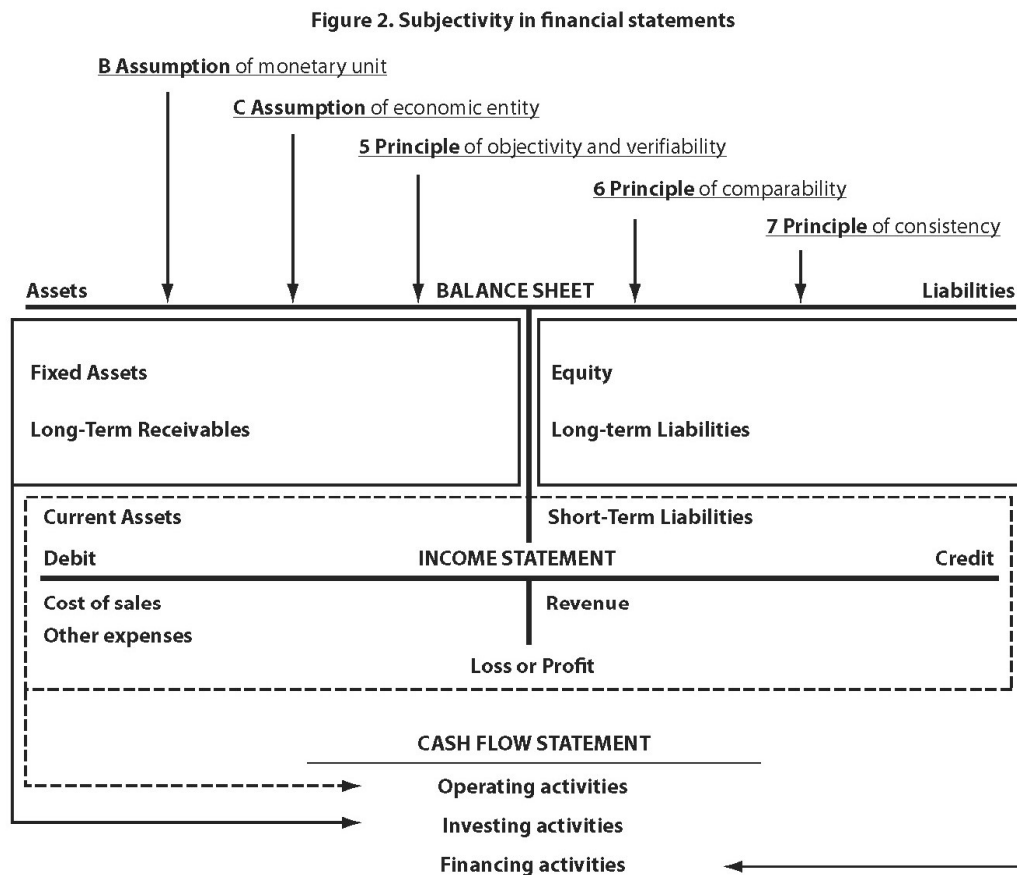 Figure 2. Subjectivity in financial statements
B Assumption of monetary unit
C Assumption of economic entity
5 Principle of objectivity and verifiability
6 Principle of comparability
7 Principle of consistency
Assets BALANCE SHEET Liabilities
Fixed Assets Equity
Long-Term Receivables Long-term Liabilities
Current Assets Short-Term Liabilities
Debit INCOME STATEMENT Credit
Cost of sales Revenue
Other expenses
Loss or Profit
CASH FLOW STATEMENT
Operating activities
Investing activities
Financing activities